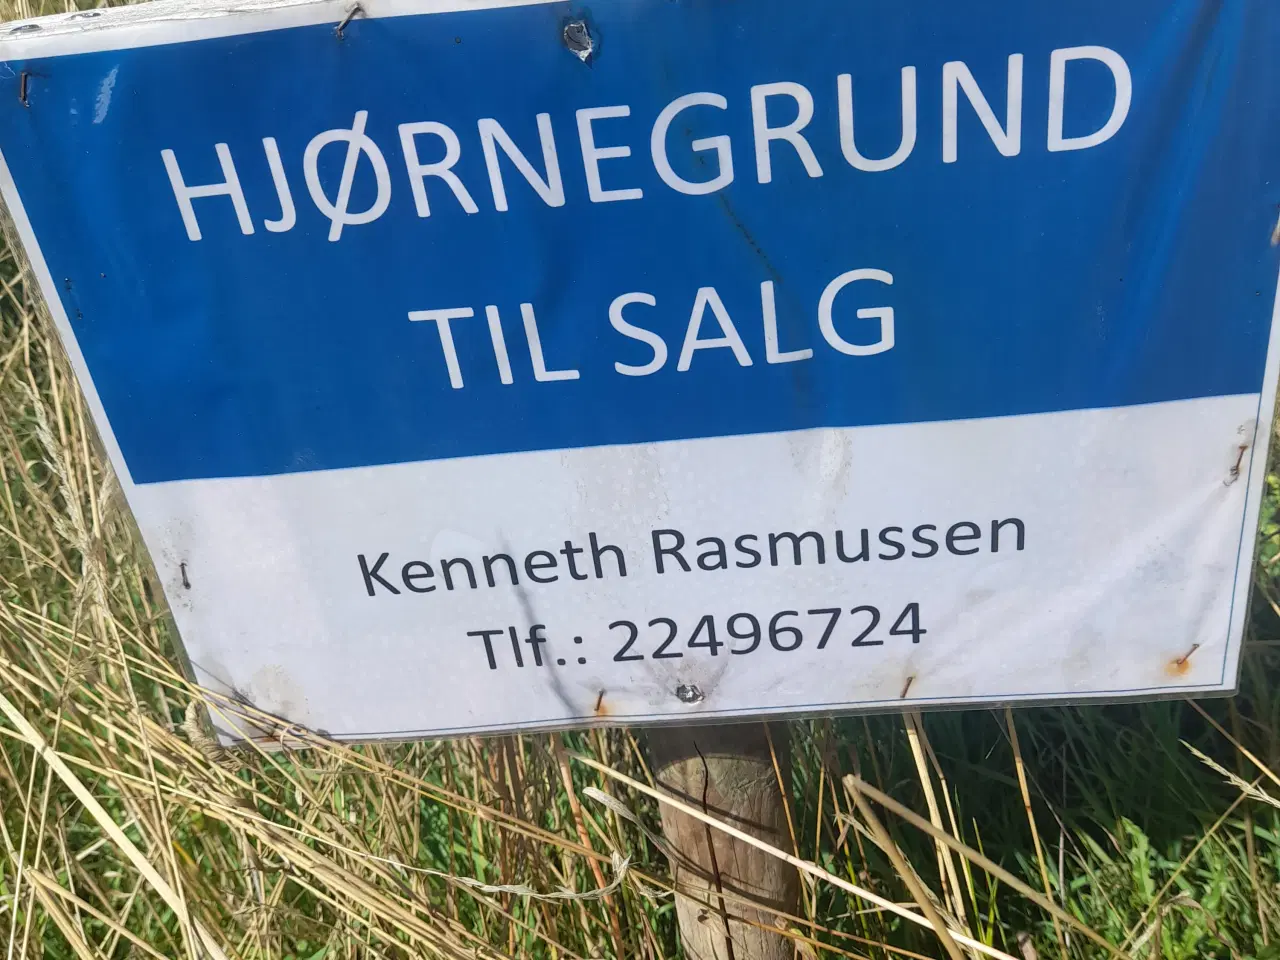 HJØRNEGRUND
TIL SALG
Kenneth Rasmussen
Tlf.: 22496724